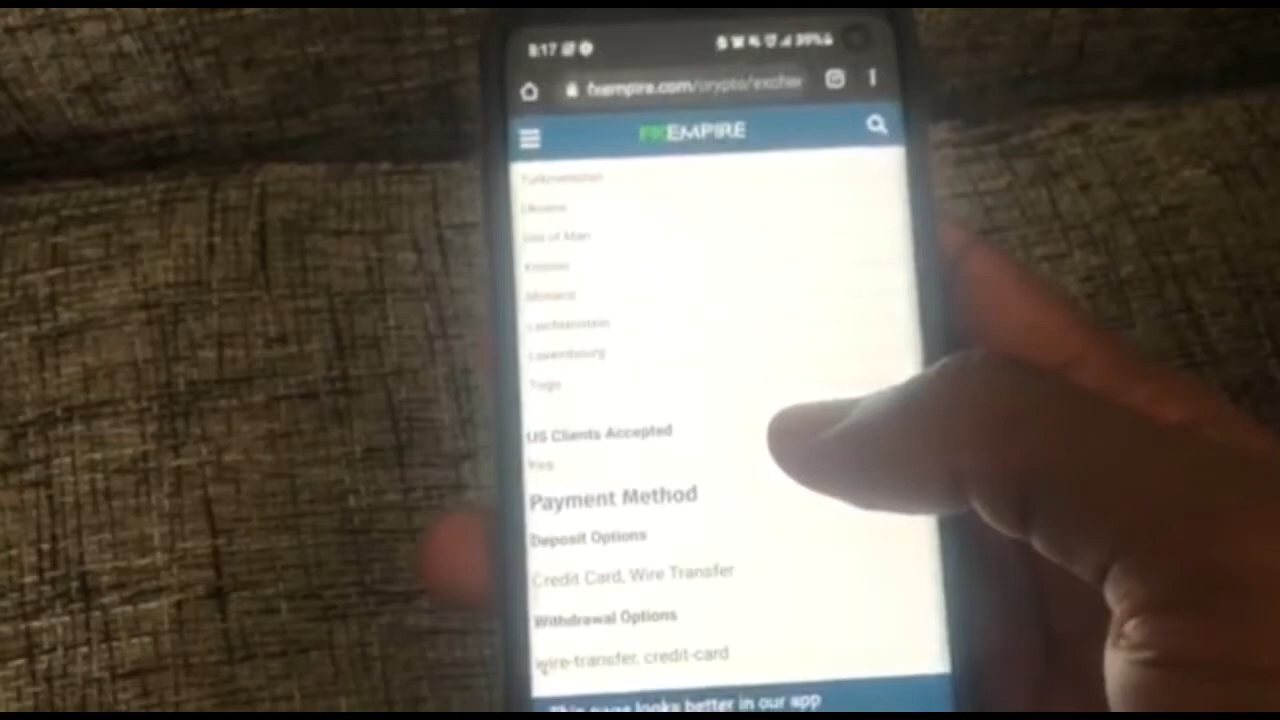 9:17
39%
fxempire.com/crypto/exchan
FXEMPIRE
Turkmenistan
Ukraine
Isle of Man
Kosovo
Monaco
Liechtenstein
Luxembourg
Togo
US Clients Accepted
Yes
Payment Method
Deposit Options
Credit Card, Wire Transfer
Withdrawal Options
wire-transfer, credit-card
This page looks better in our app